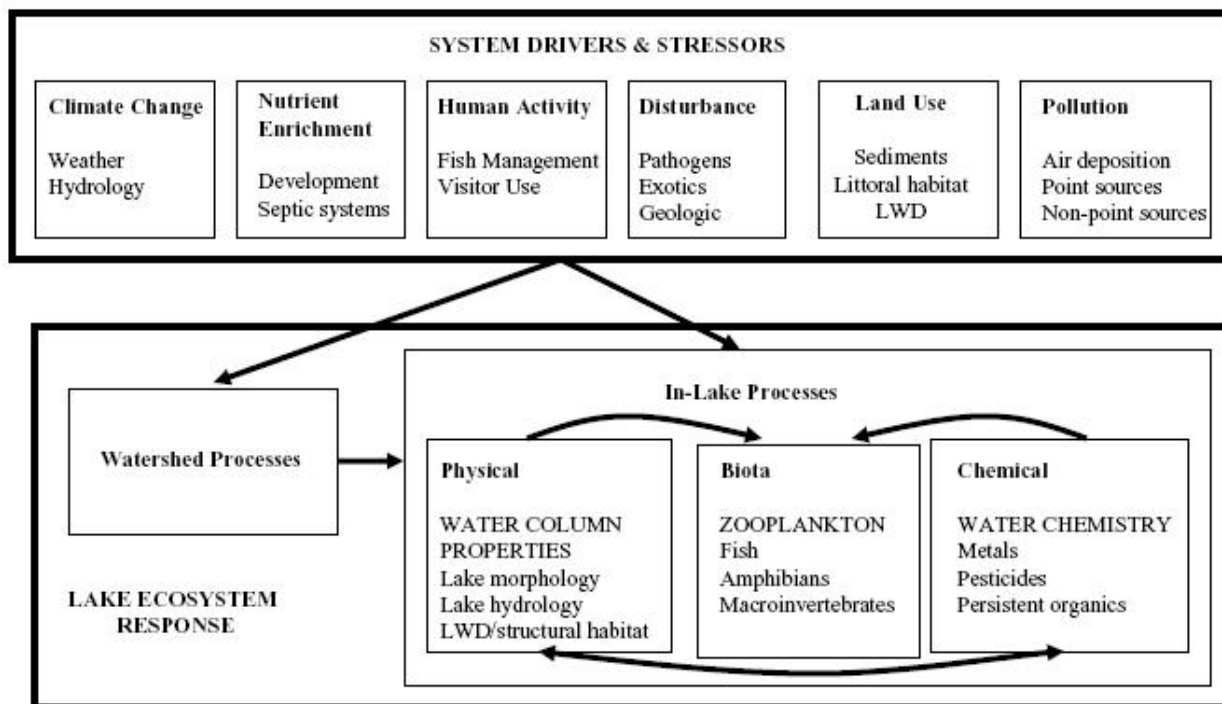 SYSTEM DRIVERS & STRESSORS
Climate Change
Weather
Hydrology
Nutrient
Enrichment
Development
Septic systems
Human Activity
Fish Management
Visitor Use
Disturbance
Pathogens
Exotics
Geologic
Land Use
Sediments
Littoral habitat
LWD
Pollution
Air deposition
Point sources
Non-point sources
Watershed Processes
LAKE ECOSYSTEM
RESPONSE
In-Lake Processes
Physical
WATER COLUMN
PROPERTIES
Lake morphology
Lake hydrology
LWD/structural habitat
Biota
ZOOPLANKTON
Fish
Amphibians
Macroinvertebrates
Chemical
WATER CHEMISTRY
Metals
Pesticides
Persistent organics